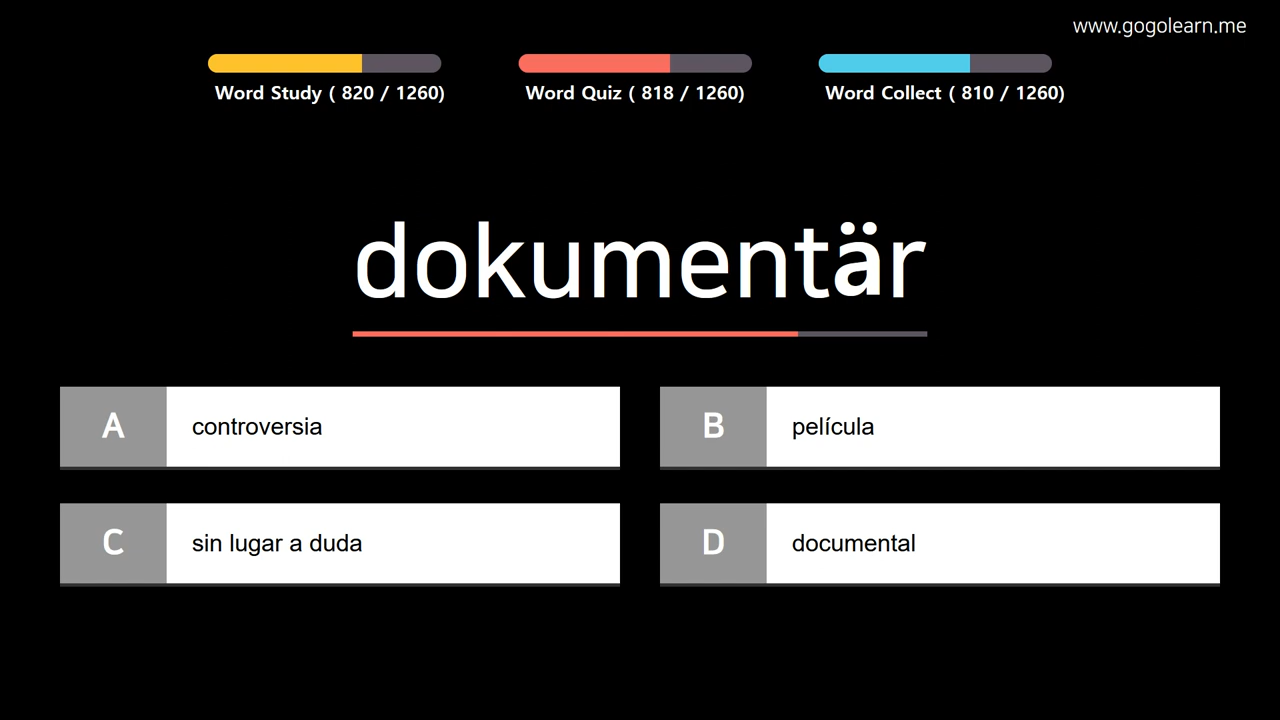 www.gogolearn.me
Word Study ( 820 / 1260)
Word Quiz ( 818 / 1260)
Word Collect ( 810 / 1260)
dokumentär
A controversia
B película
C sin lugar a duda
D documental